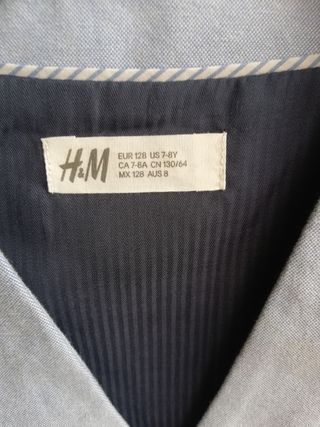 H&M
EUR 128 US 7-8Y
CA 7-8A CN 130/64
MX 128 AUS 8